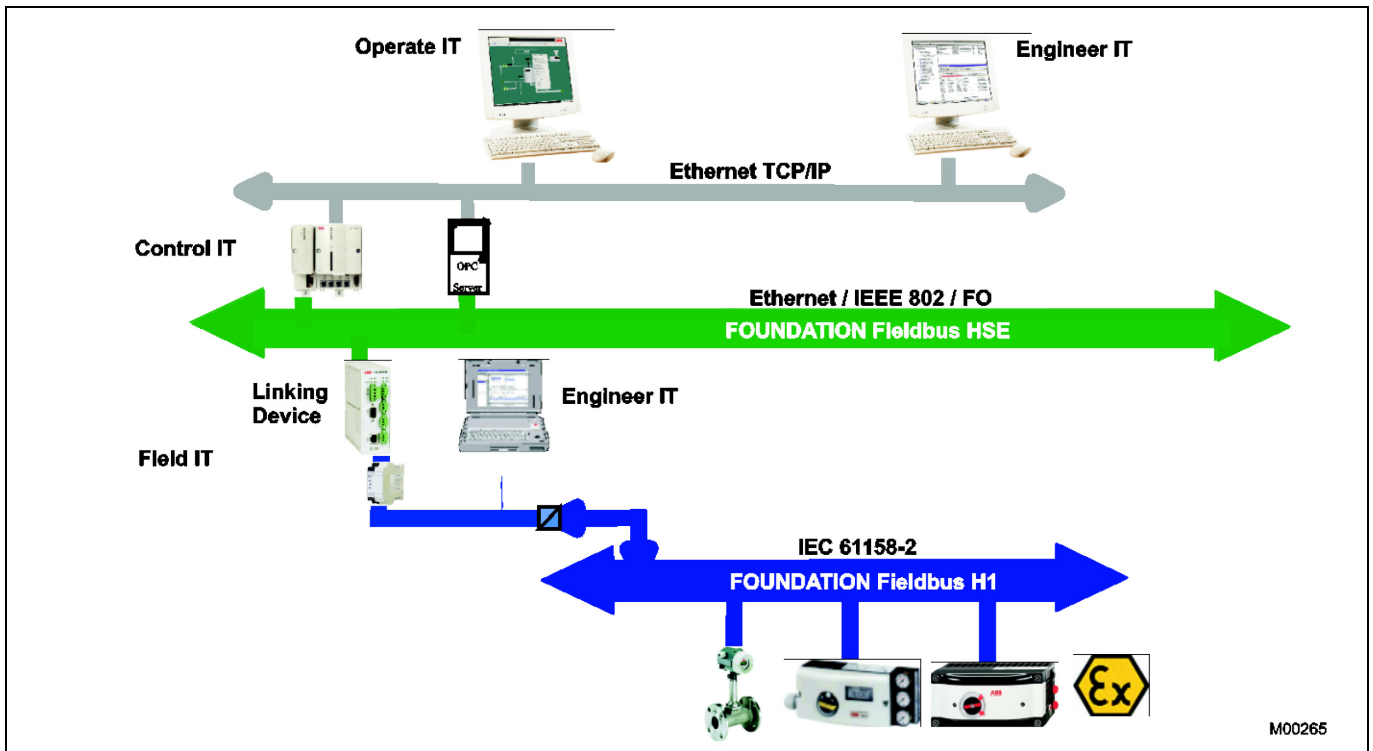 Operate IT
Engineer IT
Ethernet TCP/IP
Control IT
OPC
Server
Ethernet / IEEE 802 / FO
FOUNDATION Fieldbus HSE
Linking
Device
Engineer IT
Field IT
IEC 61158-2
FOUNDATION Fieldbus H1
ABB
Ex
M00265